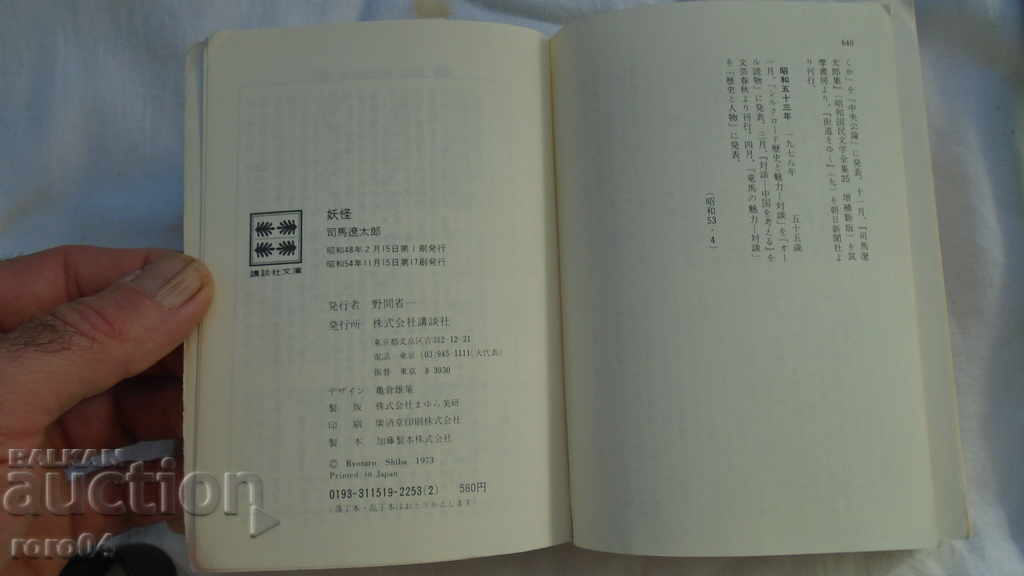 640
くか」を『中央公論』に発表、十一月、『司馬遼
太郎集』（昭和国民文学全集35 増補新版）を筑
摩書房より、『街道をゆく』（九）を朝日新聞社よ
り刊行。
昭和五十三年 一九七八年 五十五歳
一月、「シルクロード歴史と魅力―対談」を『オー
ル読物』に発表、三月、『対談―中国を考える』を
文芸春秋より刊行、四月、「竜馬の魅力―対談」
を『歴史と人物』に発表。
（昭和53・4）
妖怪
司馬遼太郎
昭和48年2月15日第1刷発行
昭和54年11月15日第17刷発行
講談社文庫
発行者 野間省一
発行所 株式会社講談社
東京都文京区音羽2-12-21
電話 東京 (03) 945-1111 (大代表)
振替 東京 8-3930
デザイン 亀倉雄策
製版 株式会社まゆら美研
印刷 廣済堂印刷株式会社
製本 加藤製本株式会社
© Ryotaro Shiba 1973
Printed in Japan
0193-311519-2253(2) 560円
(落丁本・乱丁本はおとりかえします)
BALKAN
auction
roro04